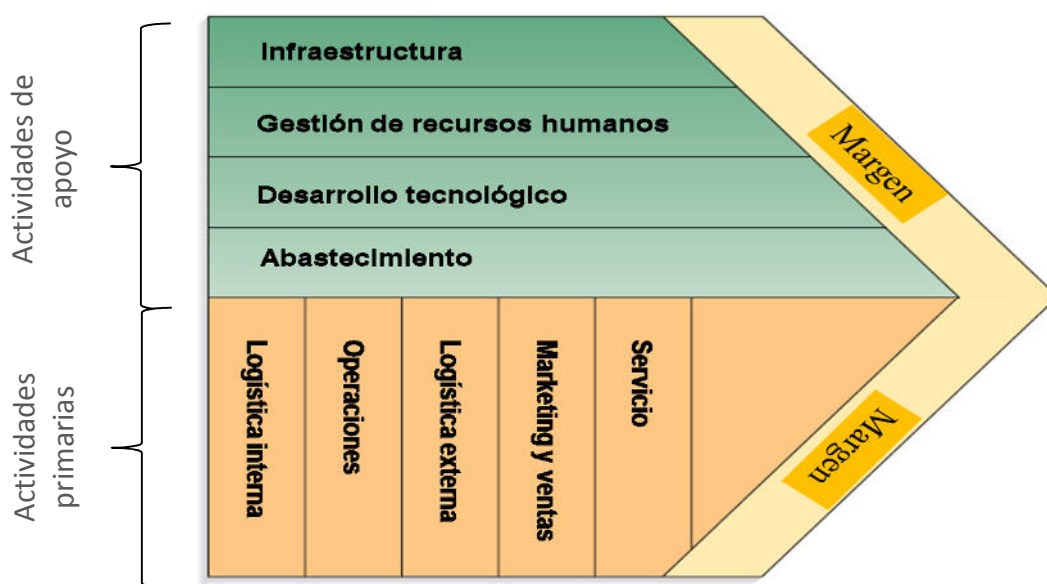 Actividades de
apoyo
Infraestructura
Gestión de recursos humanos
Desarrollo tecnológico
Abastecimiento
Margen
Actividades
primarias
Logística interna
Operaciones
Logística externa
Marketing y ventas
Servicio
Margen